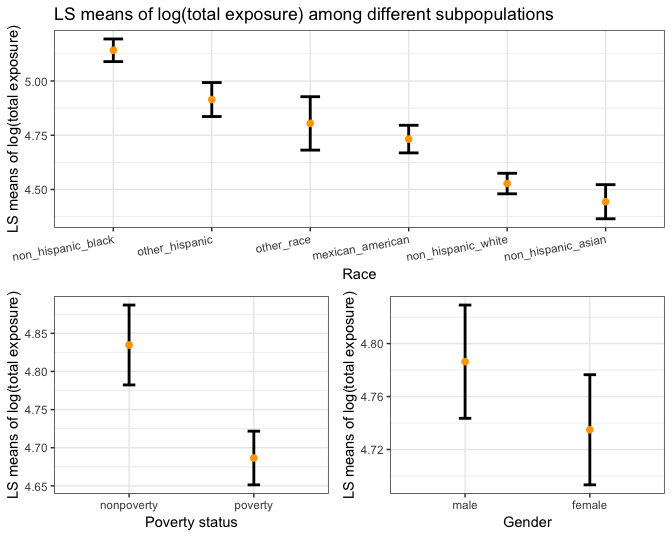 LS means of log(total exposure) among different subpopulations
LS means of log(total exposure)
5.00
4.75
4.50
non_hispanic_black
other_hispanic
other_race
mexican_american
non_hispanic_white
non_hispanic_asian
Race
LS means of log(total exposure)
4.85
4.80
4.75
4.70
4.65
nonpoverty
poverty
Poverty status
LS means of log(total exposure)
4.80
4.76
4.72
male
female
Gender